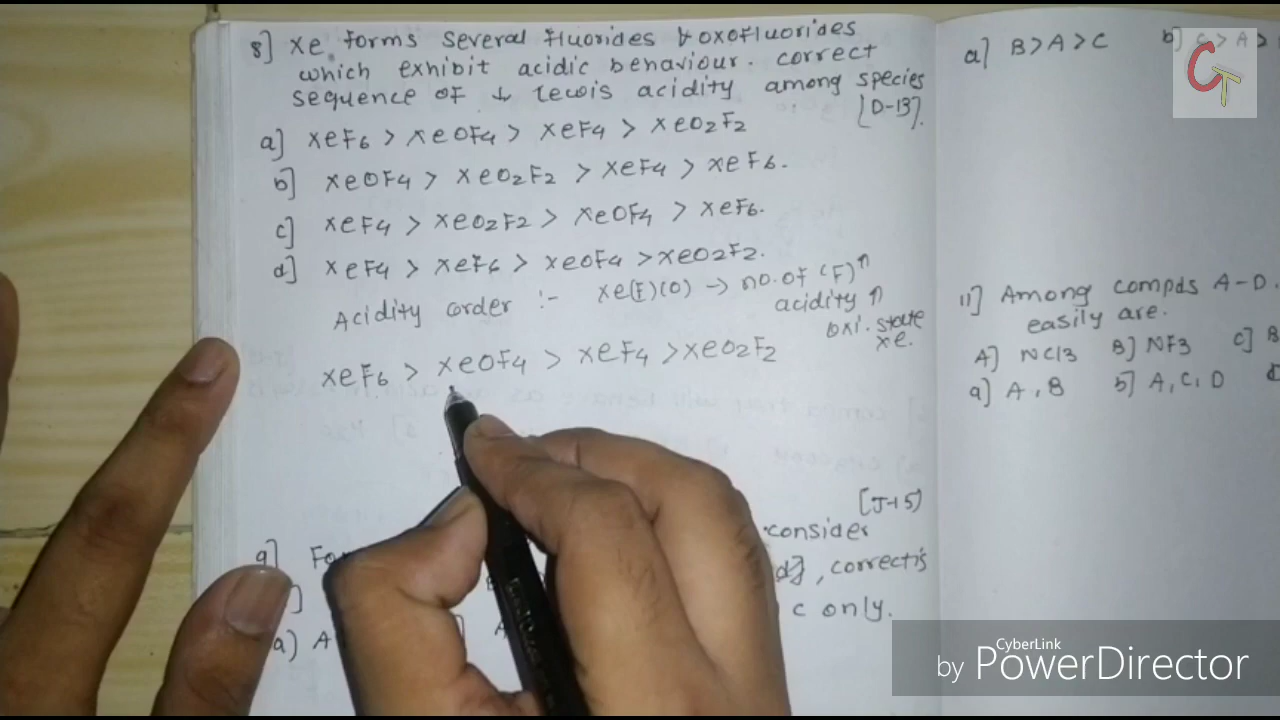 8] Xe forms several fluorides & oxofluorides
which exhibit acidic behaviour. correct
sequence of ↓ lewis acidity among species
[D-13].
a] XeF6 > XeOF4 > XeF4 > XeO2F2
b] XeOF4 > XeO2F2 > XeF4 > XeF6.
c] XeF4 > XeO2F2 > XeOF4 > XeF6.
d] XeF4 > XeF6 > XeOF4 > XeO2F2.
Acidity order :- Xe(F)(O) → no. of (F)↑
acidity ↑
oxi. state
Xe.
XeF6 > XeOF4 > XeF4 > XeO2F2
[J-15]
9] consider
, correct is
a) A c only.
a] B > A > C b] > A >
11] Among compds A-D.
easily are.
A] NCl3 B] NF3 C] B
a] A, B b] A, C, D
CT
CyberLink
by PowerDirector